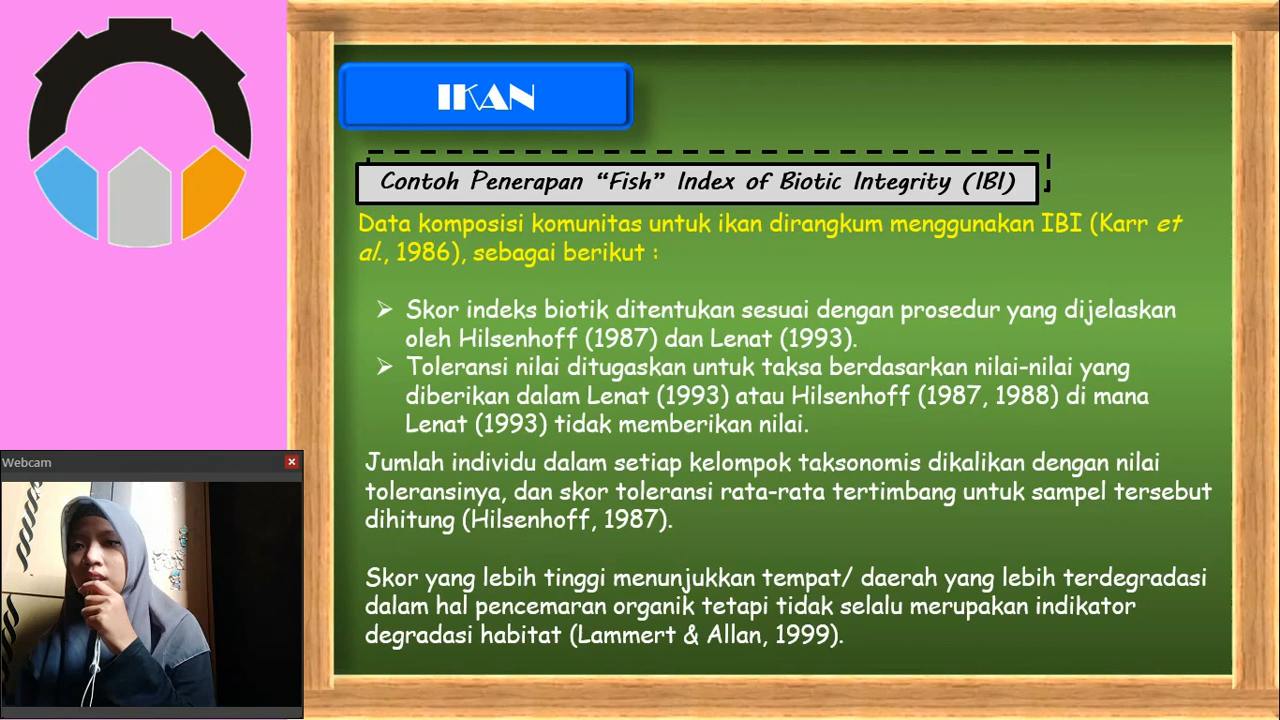 IKAN
Contoh Penerapan “Fish” Index of Biotic Integrity (IBI)
Data komposisi komunitas untuk ikan dirangkum menggunakan IBI (Karr et
al., 1986), sebagai berikut :
➢ Skor indeks biotik ditentukan sesuai dengan prosedur yang dijelaskan
oleh Hilsenhoff (1987) dan Lenat (1993).
➢ Toleransi nilai ditugaskan untuk taksa berdasarkan nilai-nilai yang
diberikan dalam Lenat (1993) atau Hilsenhoff (1987, 1988) di mana
Lenat (1993) tidak memberikan nilai.
Jumlah individu dalam setiap kelompok taksonomis dikalikan dengan nilai
toleransinya, dan skor toleransi rata-rata tertimbang untuk sampel tersebut
dihitung (Hilsenhoff, 1987).
Skor yang lebih tinggi menunjukkan tempat/ daerah yang lebih terdegradasi
dalam hal pencemaran organik tetapi tidak selalu merupakan indikator
degradasi habitat (Lammert & Allan, 1999).
Webcam